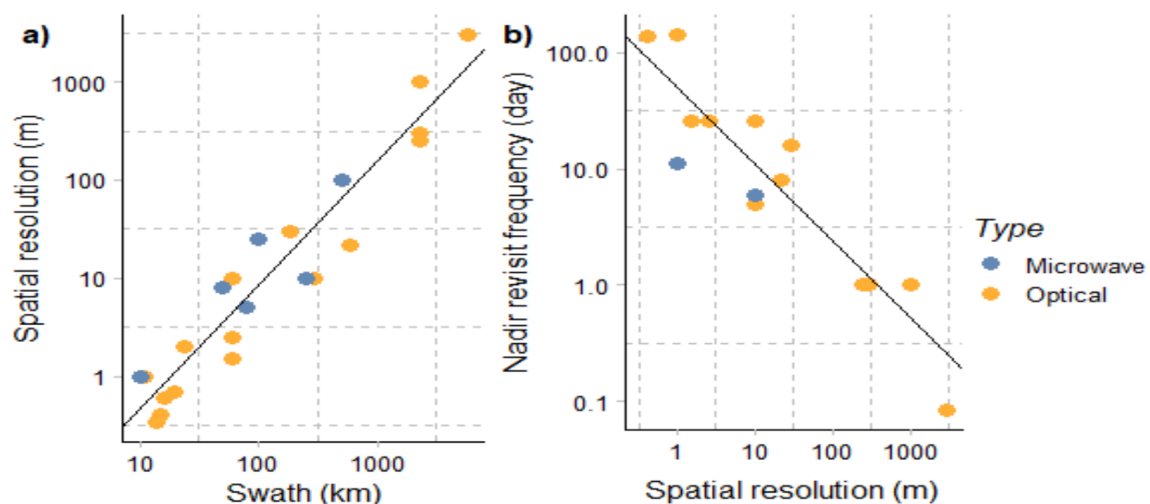 a)
Spatial resolution (m)
1000
100
10
1
10
100
1000
Swath (km)
b)
Nadir revisit frequency (day)
100.0
10.0
1.0
0.1
1
10
100
1000
Spatial resolution (m)
Type
Microwave
Optical